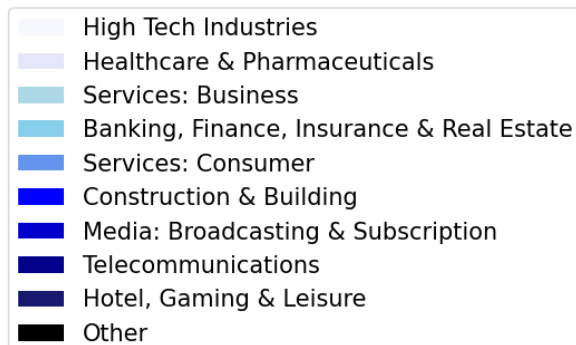 High Tech Industries
Healthcare & Pharmaceuticals
Services: Business
Banking, Finance, Insurance & Real Estate
Services: Consumer
Construction & Building
Media: Broadcasting & Subscription
Telecommunications
Hotel, Gaming & Leisure
Other